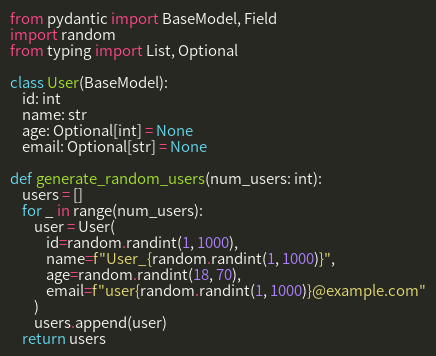 from pydantic import BaseModel, Field
import random
from typing import List, Optional

class User(BaseModel):
    id: int
    name: str
    age: Optional[int] = None
    email: Optional[str] = None

def generate_random_users(num_users: int):
    users = []
    for _ in range(num_users):
        user = User(
            id=random.randint(1, 1000),
            name=f"User_{random.randint(1, 1000)}",
            age=random.randint(18, 70),
            email=f"user{random.randint(1, 1000)}@example.com"
        )
        users.append(user)
    return users